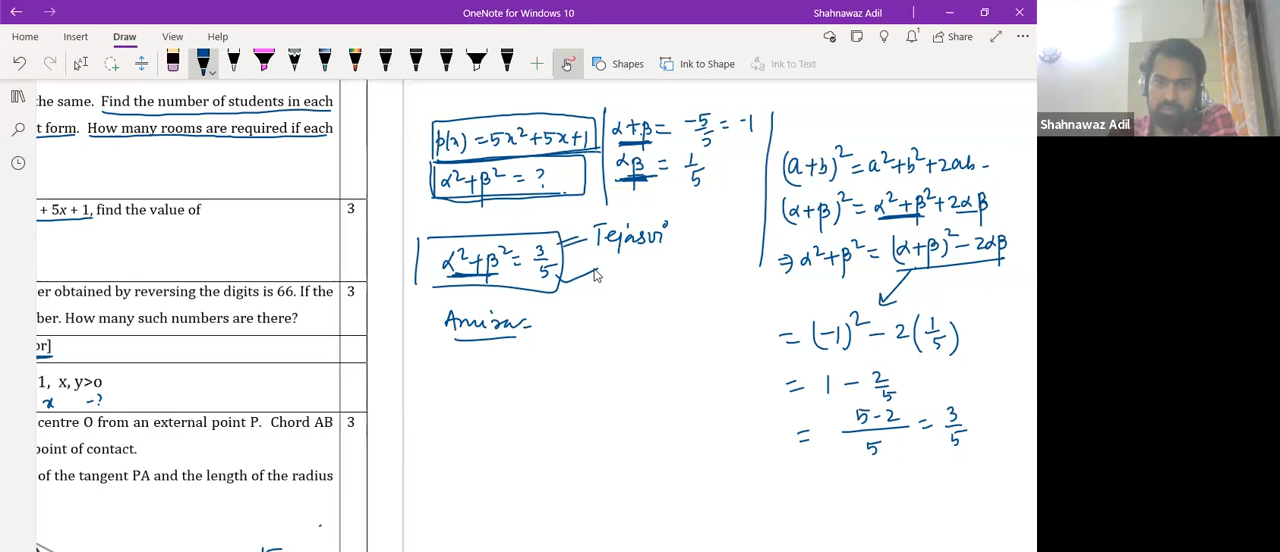 OneNote for Windows 10
Shahnawaz Adil
Home Insert Draw View Help
Share
Shapes
Ink to Shape
Ink to Text
Shahnawaz Adil
the same. Find the number of students in each
t form. How many rooms are required if each
+ 5x + 1, find the value of
3
er obtained by reversing the digits is 66. If the
3
ber. How many such numbers are there?
or]
1, x, y>o
x -?
centre O from an external point P. Chord AB
3
point of contact.
of the tangent PA and the length of the radius
p(x) = 5x²+5x+1
α²+β² = ?
α+β = -5/5 = -1
αβ = 1/5
α²+β² = 3/5
Tejasvi
(a+b)² = a²+b²+2ab -
(α+β)² = α²+β²+2αβ
⇒ α²+β² = (α+β)² - 2αβ
= (-1)² - 2(1/5)
= 1 - 2/5
= (5-2)/5 = 3/5